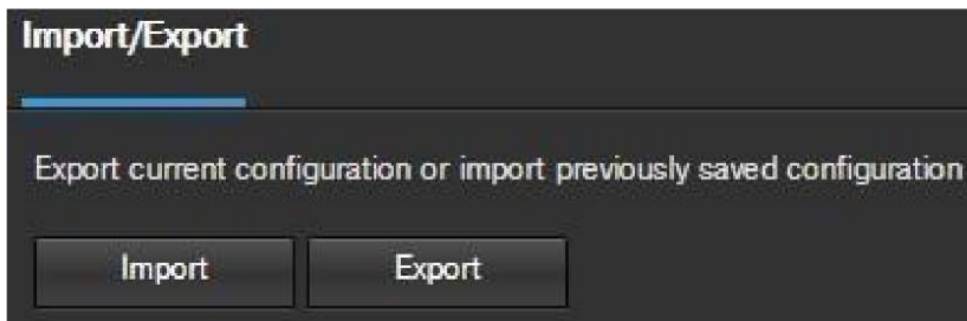 Import/Export
Export current configuration or import previously saved configuration
Import Export